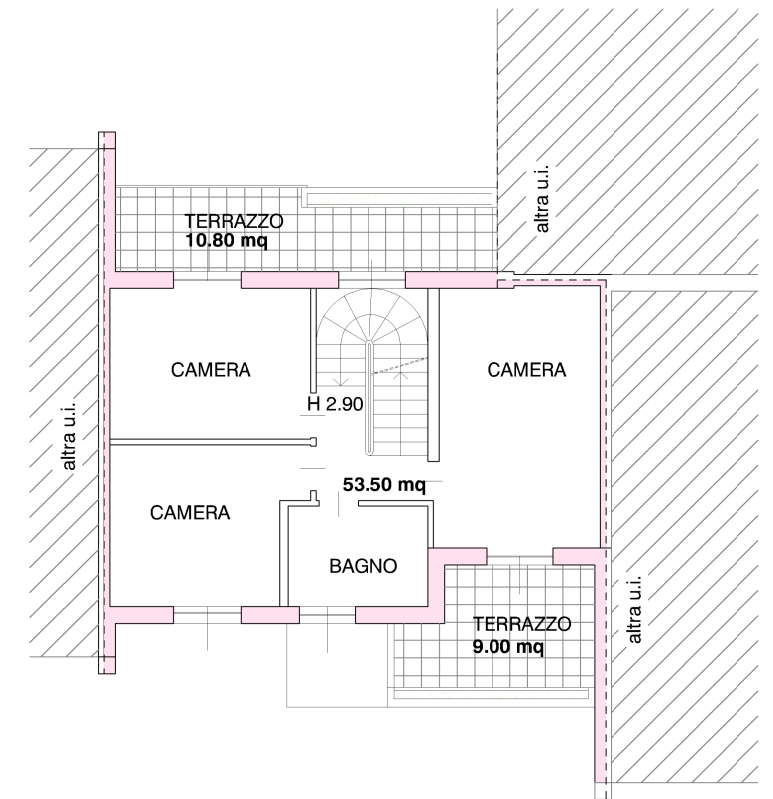 altra u.i.
TERRAZZO
10.80 mq
CAMERA
CAMERA
H 2.90
altra u.i.
53.50 mq
CAMERA
BAGNO
altra u.i.
TERRAZZO
9.00 mq